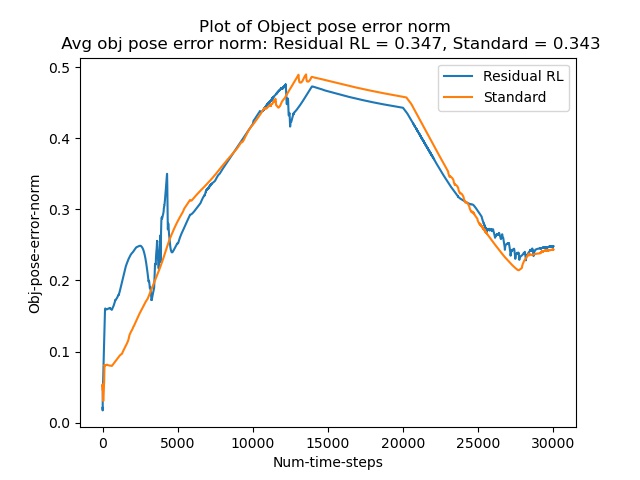 Plot of Object pose error norm
Avg obj pose error norm: Residual RL = 0.347, Standard = 0.343
Residual RL
Standard
Obj-pose-error-norm
0.5
0.4
0.3
0.2
0.1
0.0
0 5000 10000 15000 20000 25000 30000
Num-time-steps